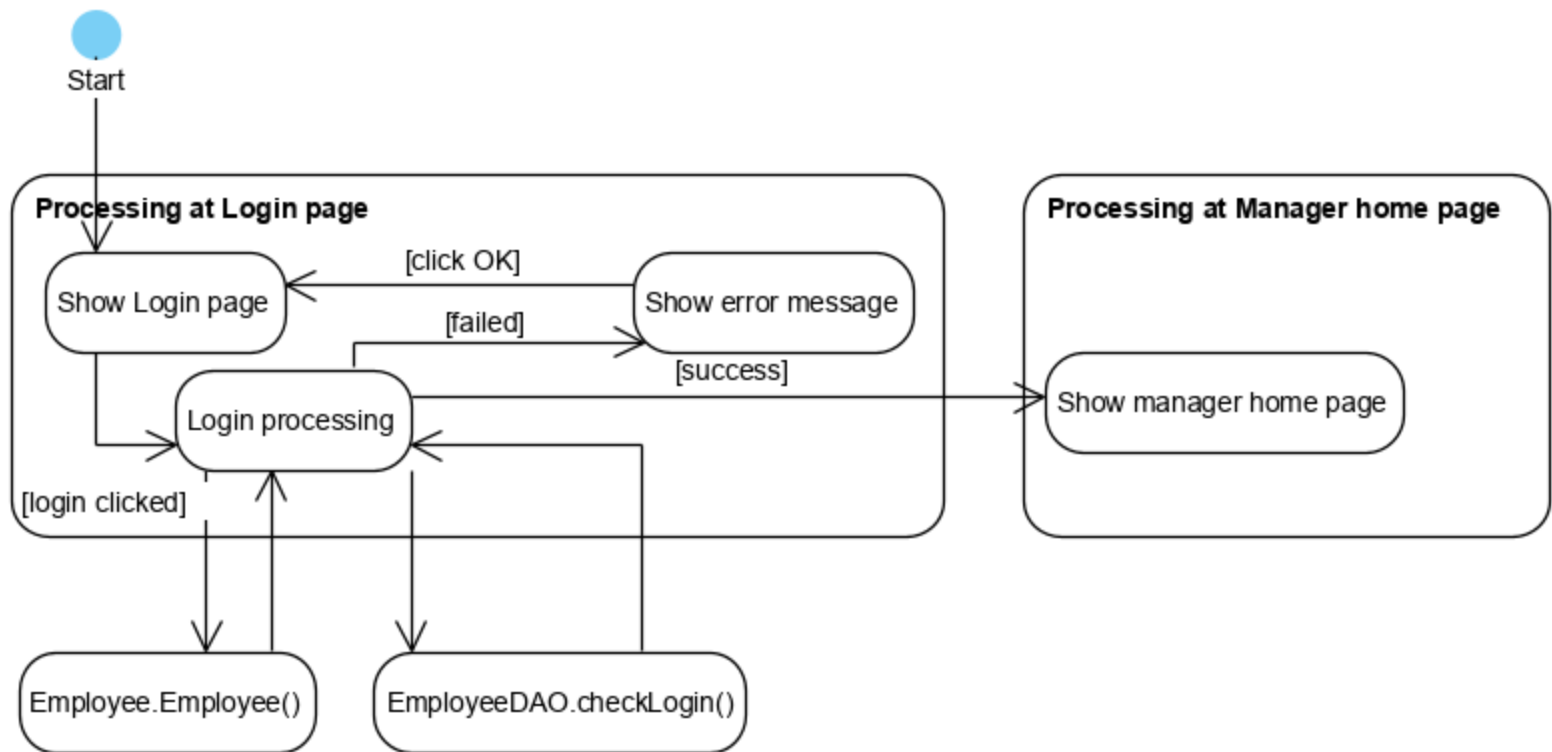 Start
Processing at Login page
Processing at Manager home page
[click OK]
Show Login page
Show error message
[failed]
[success]
Login processing
Show manager home page
[login clicked]
Employee.Employee()
EmployeeDAO.checkLogin()